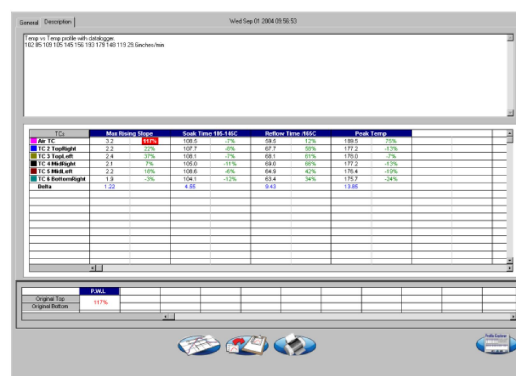 General Description Wed Sep 01 2004 09:56:53
Temp vs Temp profile with datalogger
102 85 109 105 145 156 193 179 148 119 29.6inches/min
TCs Max Rising Slope Soak Time 105-145C Reflow Time /165C Peak Temp
Air TC 3.2 117% 108.5 -7% 59.5 12% 189.5 75%
TC 2 TopRight 2.2 22% 107.7 -8% 67.7 58% 177.2 -13%
TC 3 TopLeft 2.4 37% 108.1 -7% 68.1 61% 178.0 -7%
TC 4 MidRight 2.1 7% 105.0 -11% 69.0 66% 177.2 -13%
TC 5 MidLeft 2.2 16% 108.6 -6% 64.9 42% 176.4 -19%
TC 6 BottomRight 1.9 -3% 104.1 -12% 63.4 34% 175.7 -24%
Delta 1.22 4.55 9.43 13.85
P.W.I.
Original Top 117%
Original Bottom